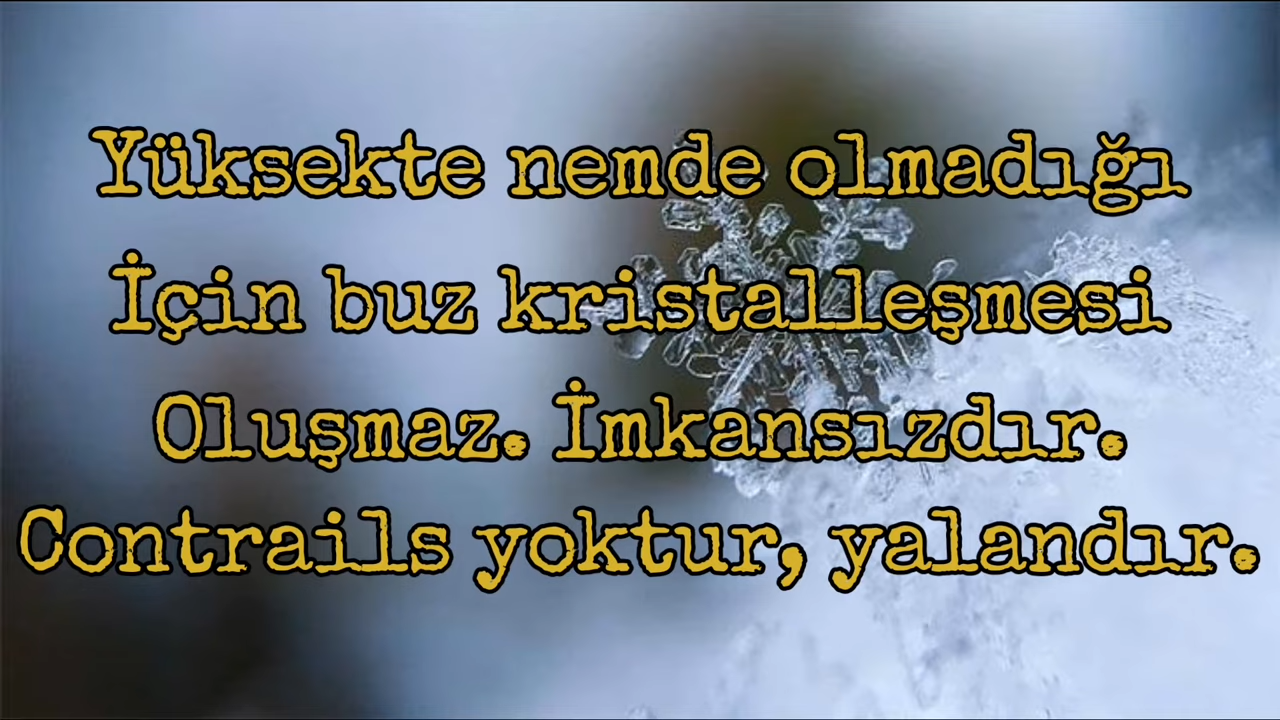 Yüksekte nemde olmadığı
İçin buz kristalleşmesi
Oluşmaz. İmkansızdır.
Contrails yoktur, yalandır.